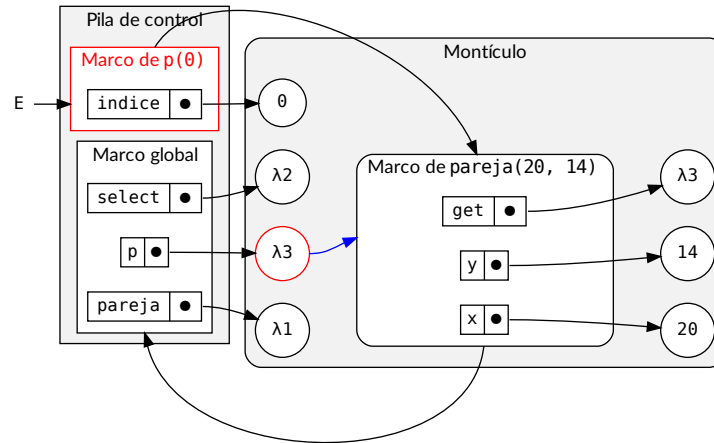 Pila de control
Montículo
Marco de p(0)
E
indice
0
Marco global
select
λ2
p
λ3
pareja
λ1
Marco de pareja(20, 14)
get
λ3
y
14
x
20